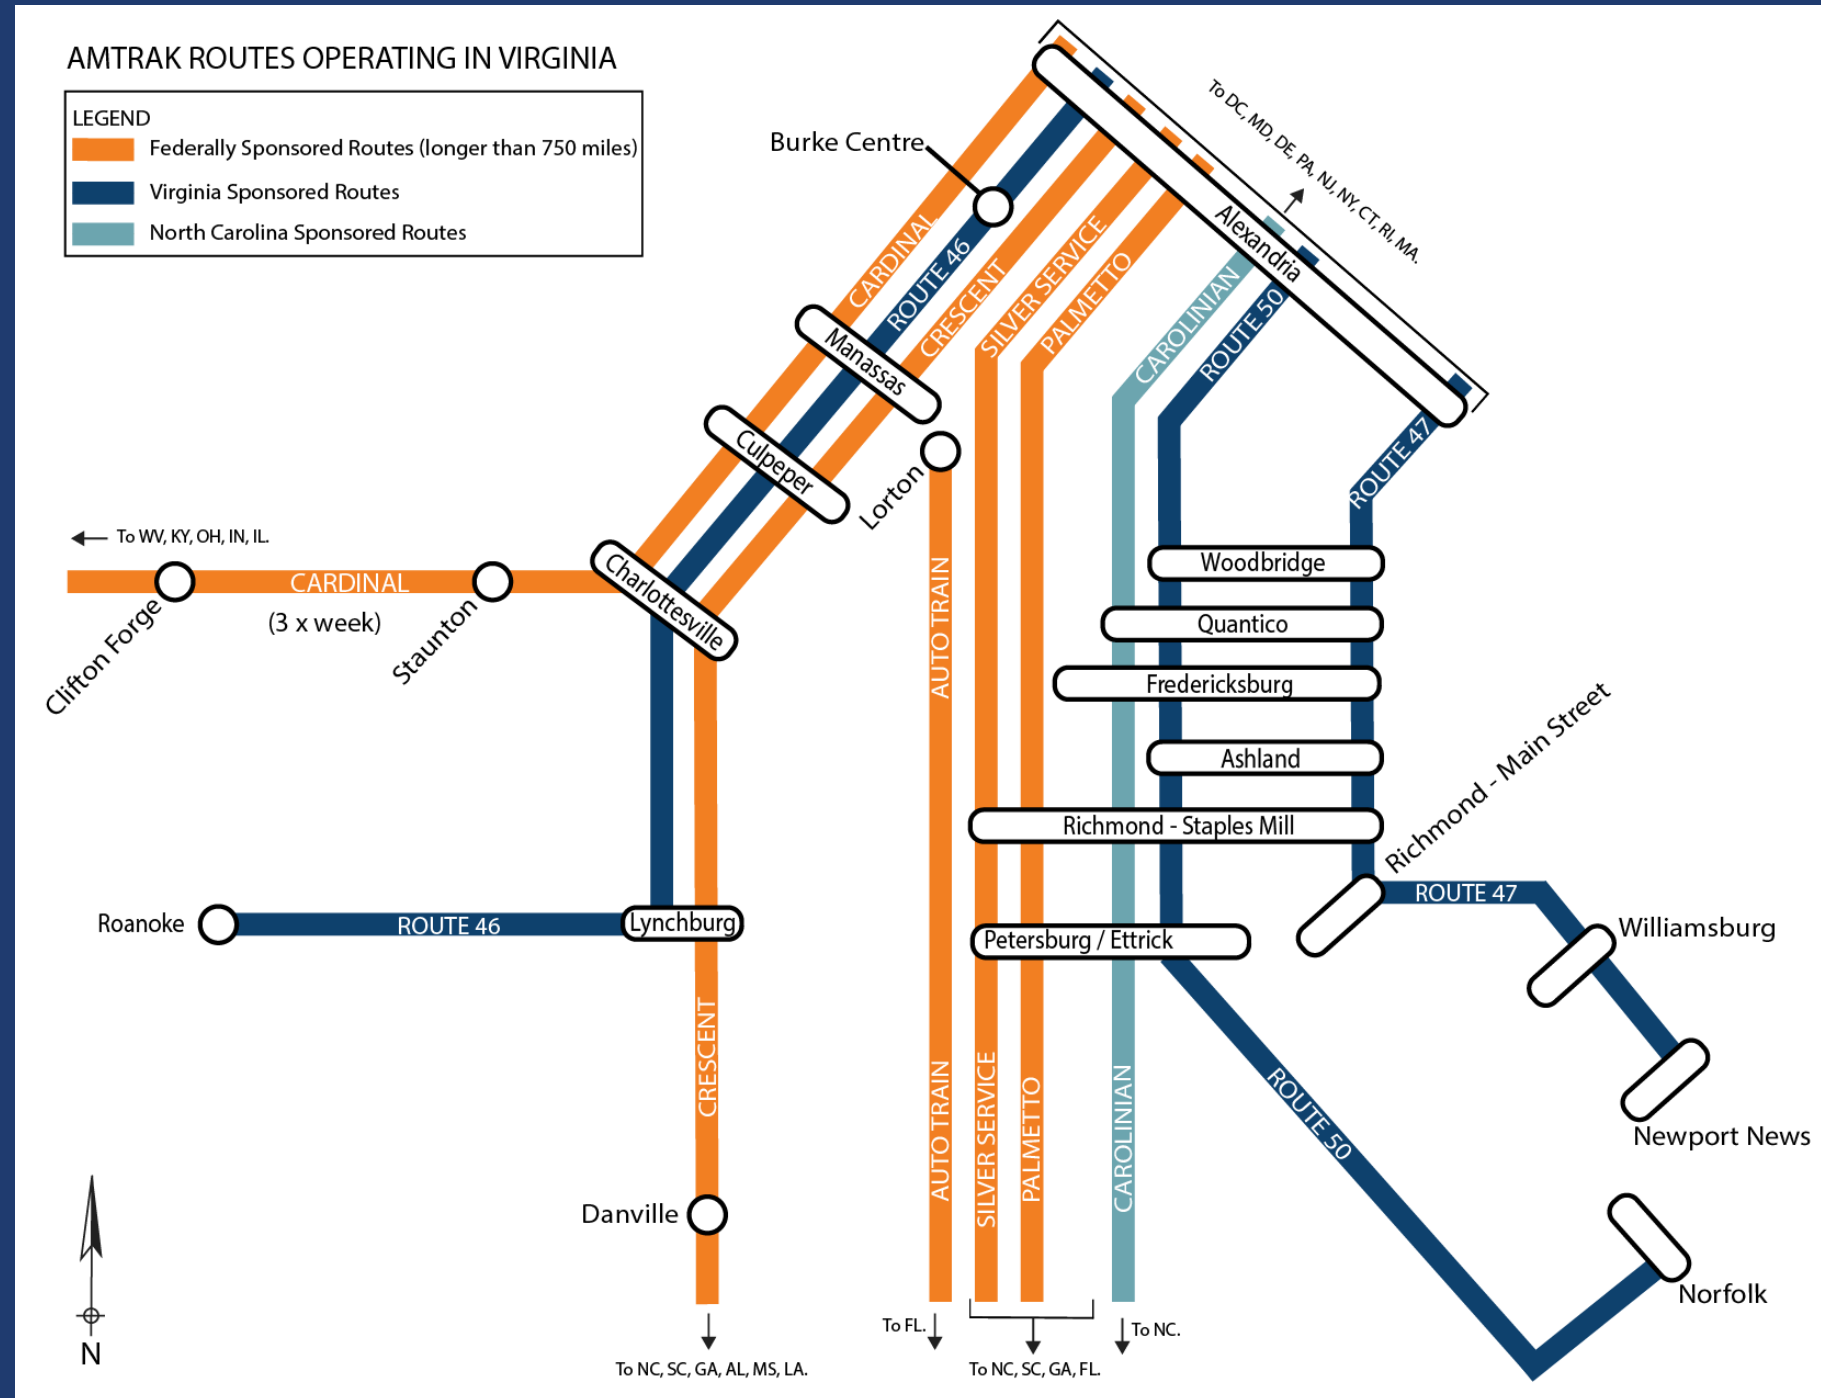 AMTRAK ROUTES OPERATING IN VIRGINIA
LEGEND
Federally Sponsored Routes (longer than 750 miles)
Virginia Sponsored Routes
North Carolina Sponsored Routes
To DC, MD, DE, PA, NJ, NY, CT, RI, MA.
Alexandria
Burke Centre
CARDINAL
ROUTE 46
CRESCENT
SILVER SERVICE
PALMETTO
CAROLINIAN
ROUTE 50
ROUTE 47
Manassas
Culpeper
Lorton
Charlottesville
To WV, KY, OH, IN, IL.
CARDINAL
(3 x week)
Clifton Forge
Staunton
AUTO TRAIN
Woodbridge
Quantico
Fredericksburg
Ashland
Richmond - Staples Mill
Richmond - Main Street
ROUTE 47
Williamsburg
Newport News
Roanoke
ROUTE 46
Lynchburg
Petersburg / Ettrick
CRESCENT
AUTO TRAIN
SILVER SERVICE
PALMETTO
CAROLINIAN
ROUTE 50
Norfolk
Danville
N
To NC, SC, GA, AL, MS, LA.
To FL.
To NC, SC, GA, FL.
To NC.